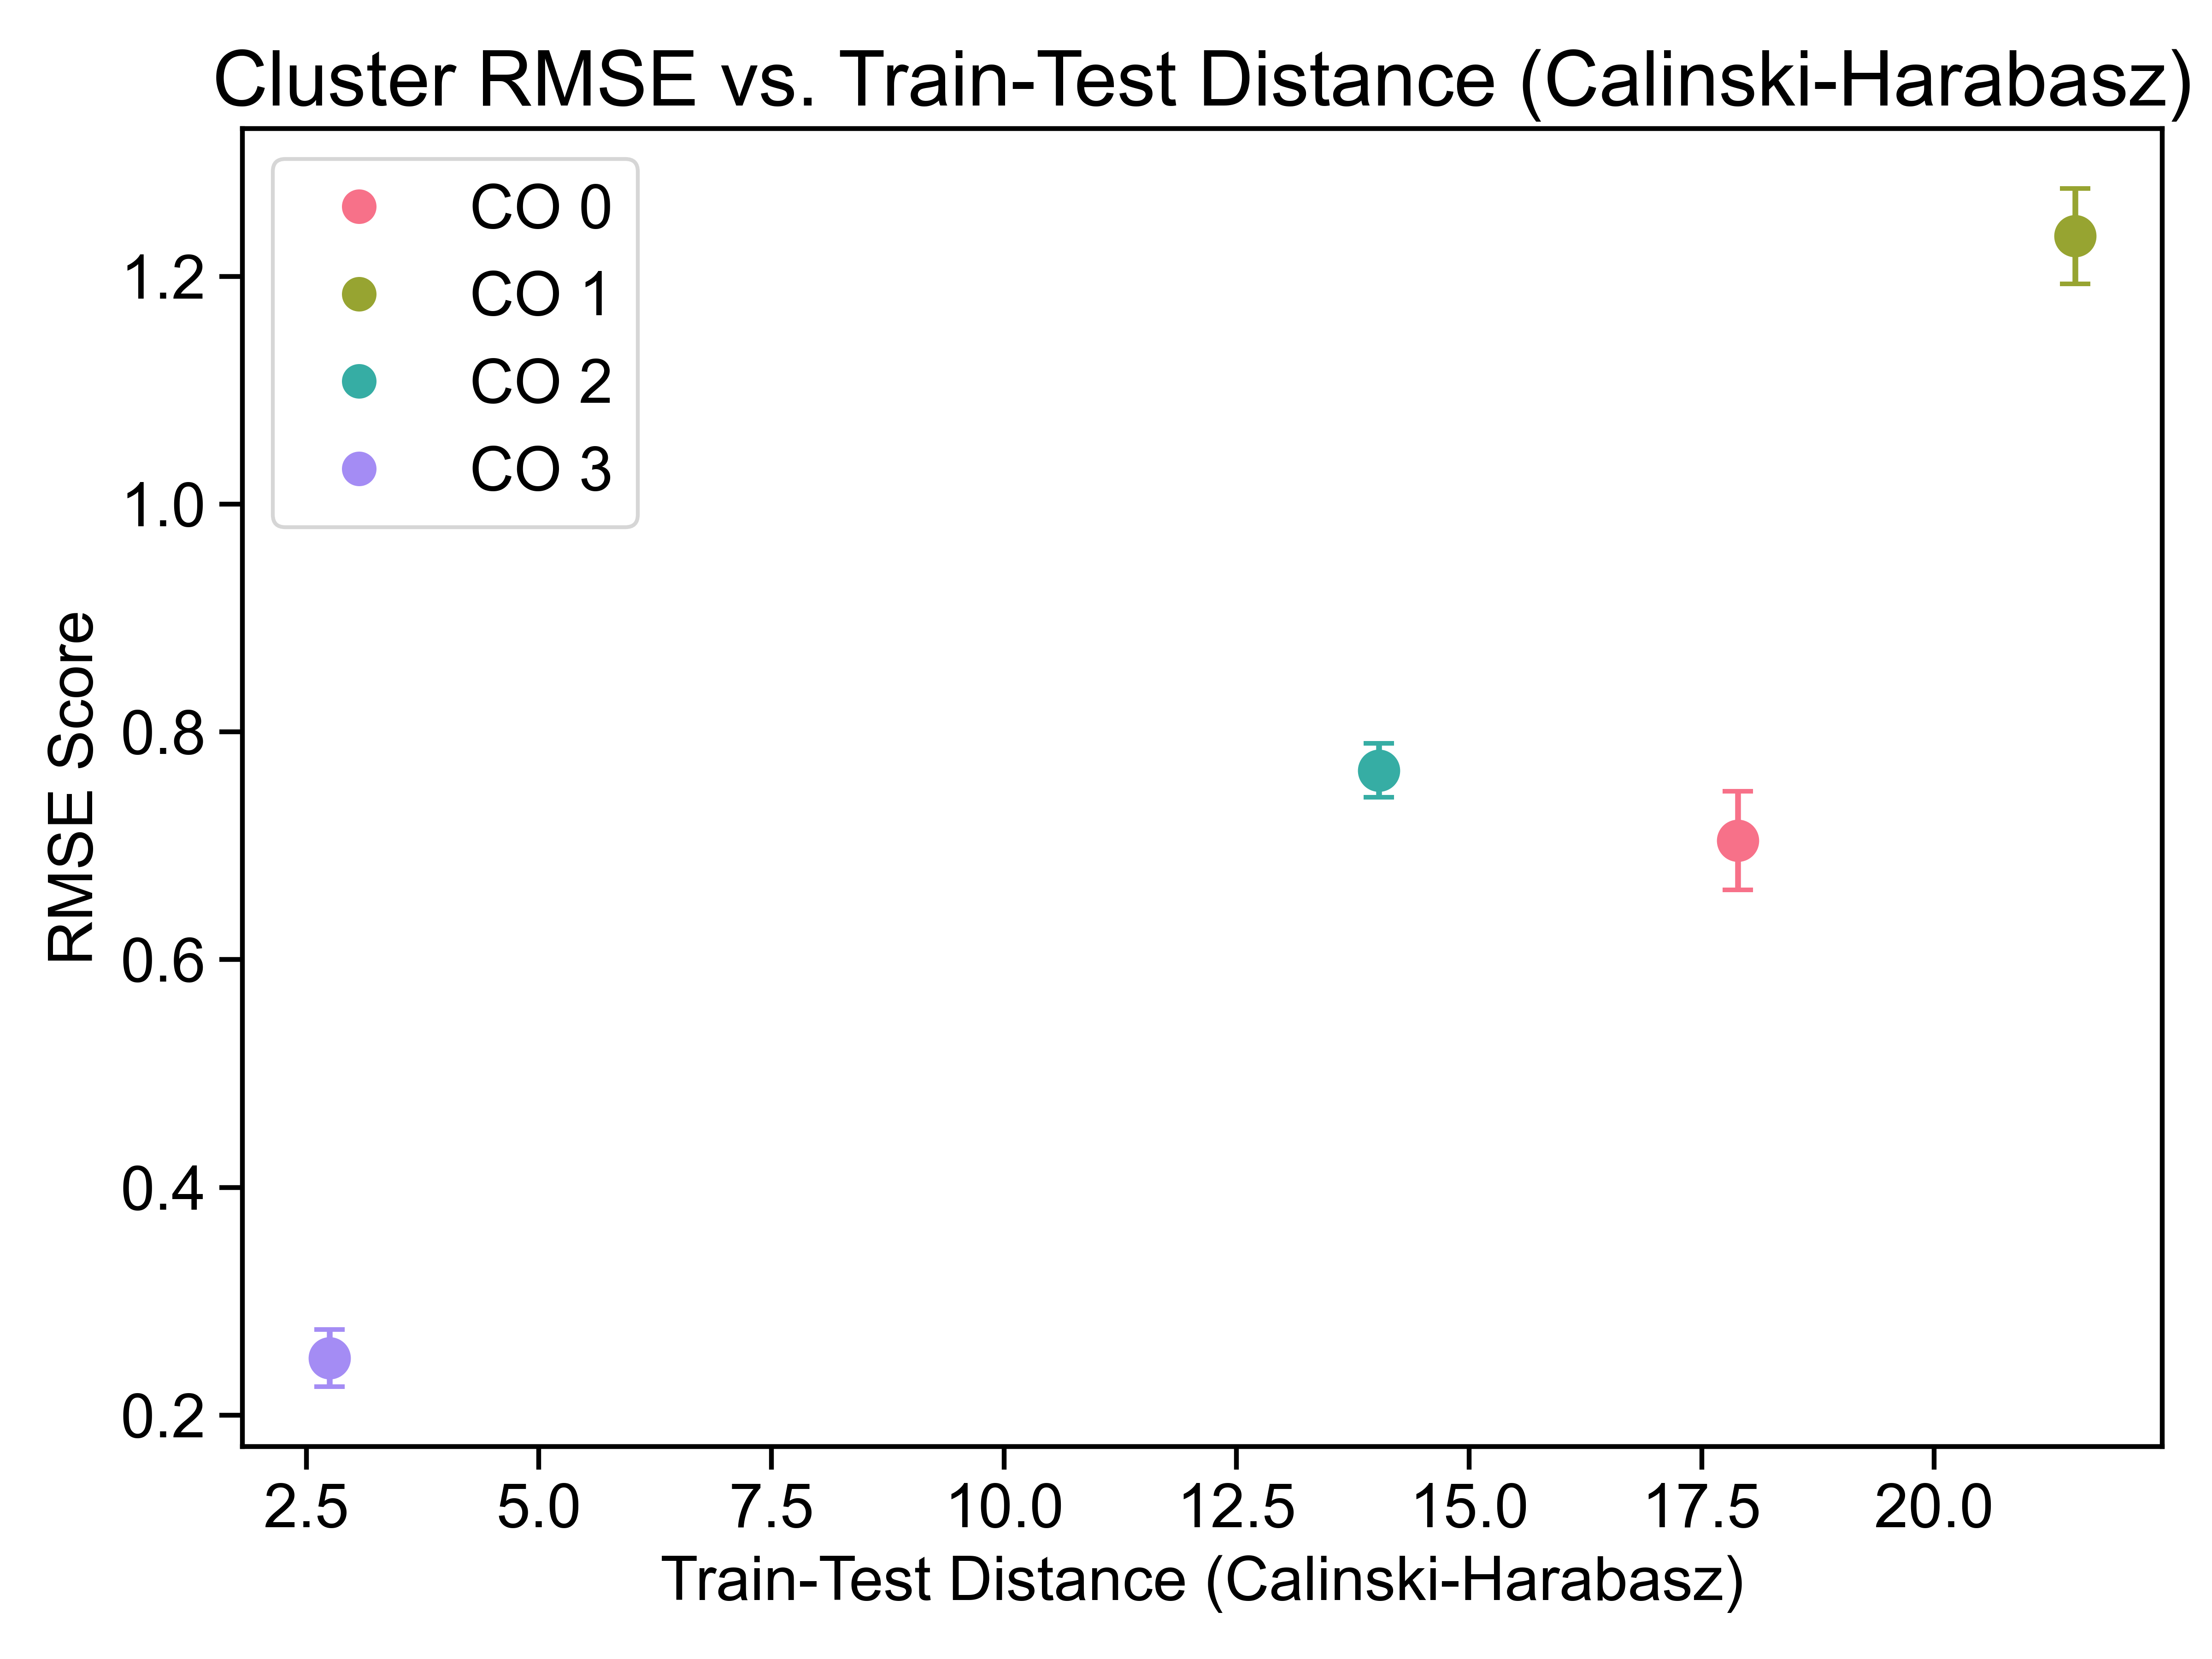 Cluster RMSE vs. Train-Test Distance (Calinski-Harabasz)
CO 0
CO 1
CO 2
CO 3
RMSE Score
1.2
1.0
0.8
0.6
0.4
0.2
2.5 5.0 7.5 10.0 12.5 15.0 17.5 20.0
Train-Test Distance (Calinski-Harabasz)